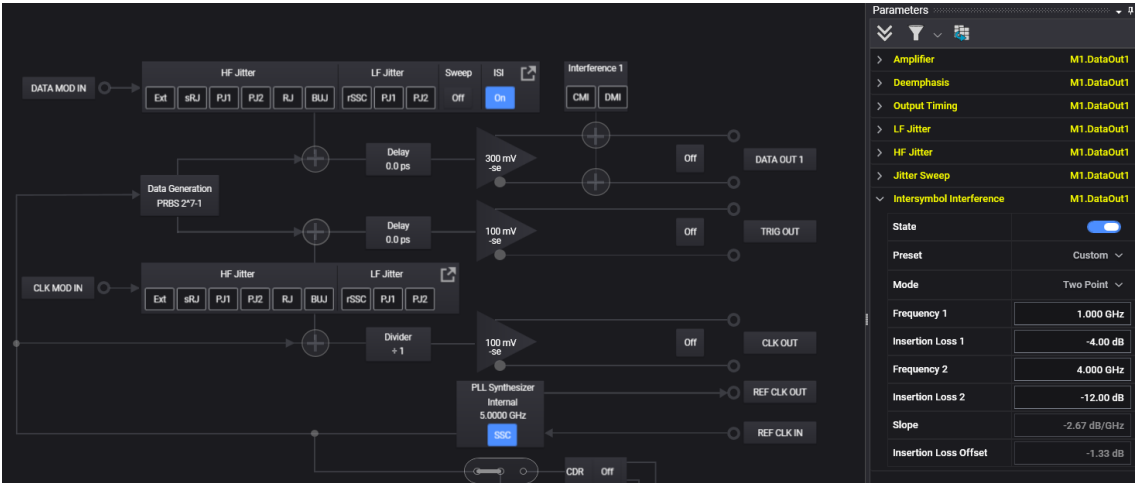 Parameters
HF Jitter LF Jitter Sweep ISI Interference 1
DATA MOD IN Ext sRJ PJ1 PJ2 RJ BUJ rSSC PJ1 PJ2 Off On CMI DMI
Delay
0.0 ps
300 mV
-se
Off DATA OUT 1
Data Generation
PRBS 2^7-1
Delay
0.0 ps
100 mV
-se
Off TRIG OUT
HF Jitter LF Jitter
CLK MOD IN Ext sRJ PJ1 PJ2 RJ BUJ rSSC PJ1 PJ2
Divider
÷ 1
100 mV
-se
Off CLK OUT
PLL Synthesizer
Internal
5.0000 GHz
SSC
REF CLK OUT
REF CLK IN
CDR Off
Amplifier M1.DataOut1
Deemphasis M1.DataOut1
Output Timing M1.DataOut1
LF Jitter M1.DataOut1
HF Jitter M1.DataOut1
Jitter Sweep M1.DataOut1
Intersymbol Interference M1.DataOut1
State
Preset Custom
Mode Two Point
Frequency 1 1.000 GHz
Insertion Loss 1 -4.00 dB
Frequency 2 4.000 GHz
Insertion Loss 2 -12.00 dB
Slope -2.67 dB/GHz
Insertion Loss Offset -1.33 dB